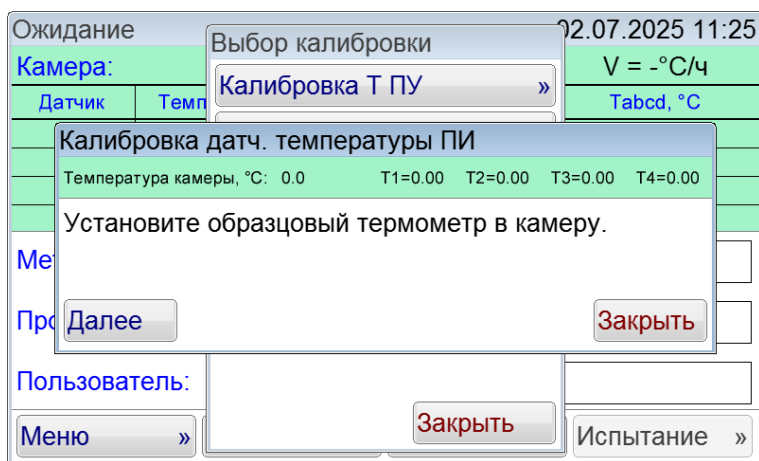 Ожидание
Выбор калибровки
02.07.2025 11:25
Камера:
Калибровка Т ПУ »
V = -°C/ч
Датчик
Темп
Tabcd, °C
Калибровка датч. температуры ПИ
Температура камеры, °C: 0.0 T1=0.00 T2=0.00 T3=0.00 T4=0.00
Установите образцовый термометр в камеру.
Далее
Закрыть
Пользователь:
Закрыть
Меню »
Испытание »